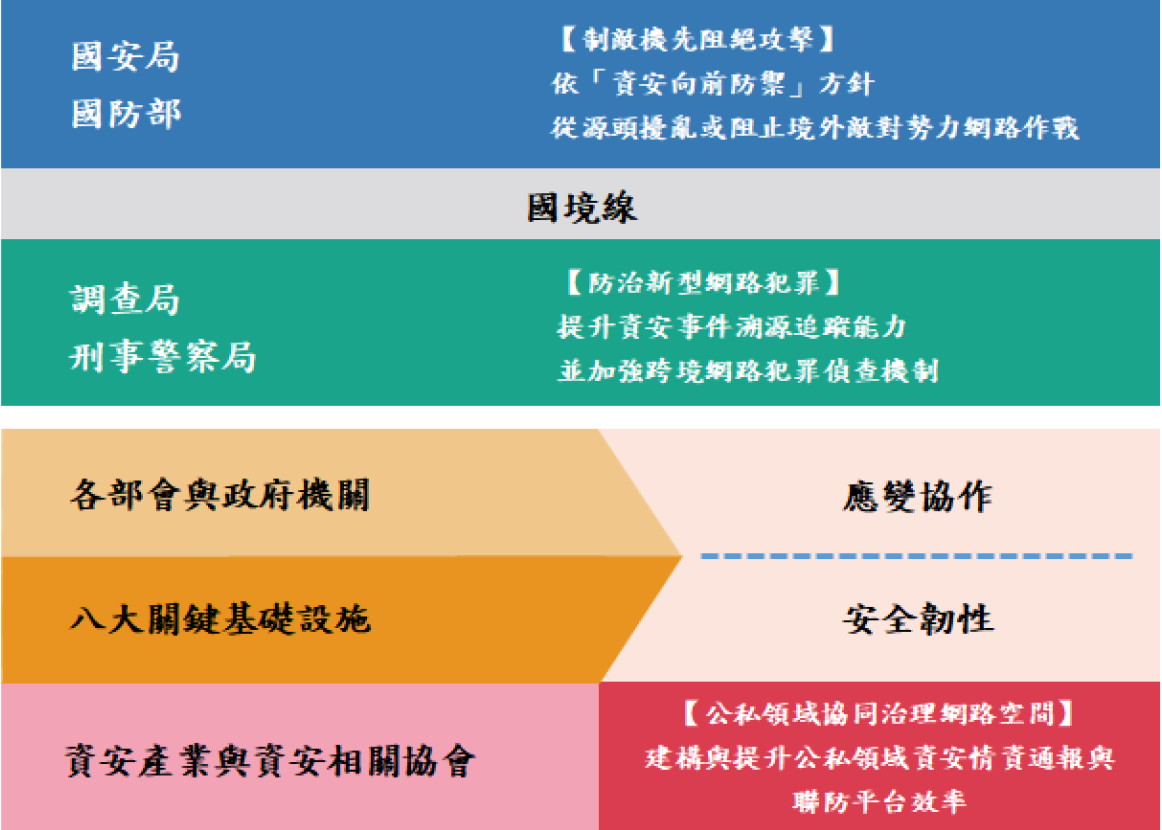 國安局
國防部
【制敵機先阻絕攻擊】
依「資安向前防禦」方針
從源頭擾亂或阻止境外敵對勢力網路作戰
國境線
調查局
刑事警察局
【防治新型網路犯罪】
提升資安事件溯源追蹤能力
並加強跨境網路犯罪偵查機制
各部會與政府機關
應變協作
八大關鍵基礎設施
安全韌性
資安產業與資安相關協會
【公私領域協同治理網路空間】
建構與提升公私領域資安情資通報與
聯防平台效率